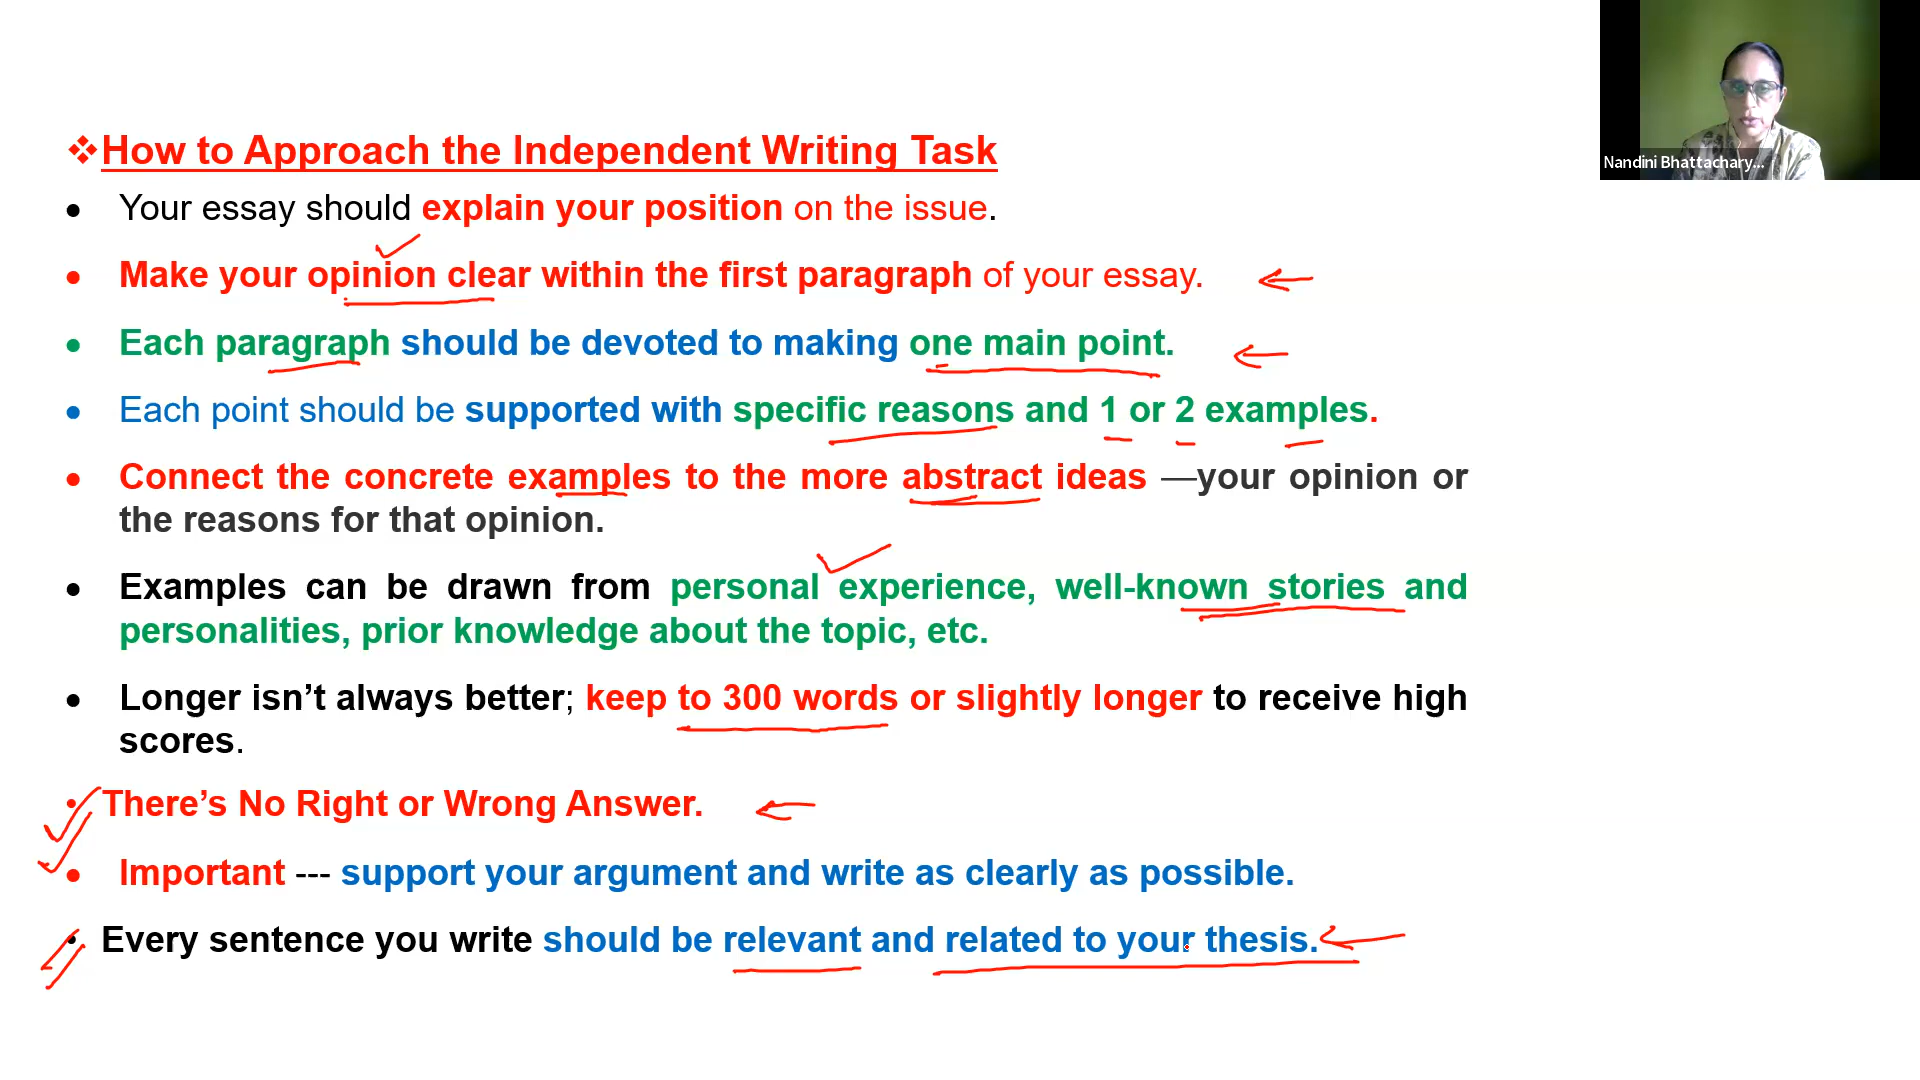 ❖How to Approach the Independent Writing Task
Nandini Bhattachary...
• Your essay should explain your position on the issue.
• Make your opinion clear within the first paragraph of your essay.
• Each paragraph should be devoted to making one main point.
• Each point should be supported with specific reasons and 1 or 2 examples.
• Connect the concrete examples to the more abstract ideas —your opinion or
the reasons for that opinion.
• Examples can be drawn from personal experience, well-known stories and
personalities, prior knowledge about the topic, etc.
• Longer isn’t always better; keep to 300 words or slightly longer to receive high
scores.
• There’s No Right or Wrong Answer.
• Important --- support your argument and write as clearly as possible.
• Every sentence you write should be relevant and related to your thesis.